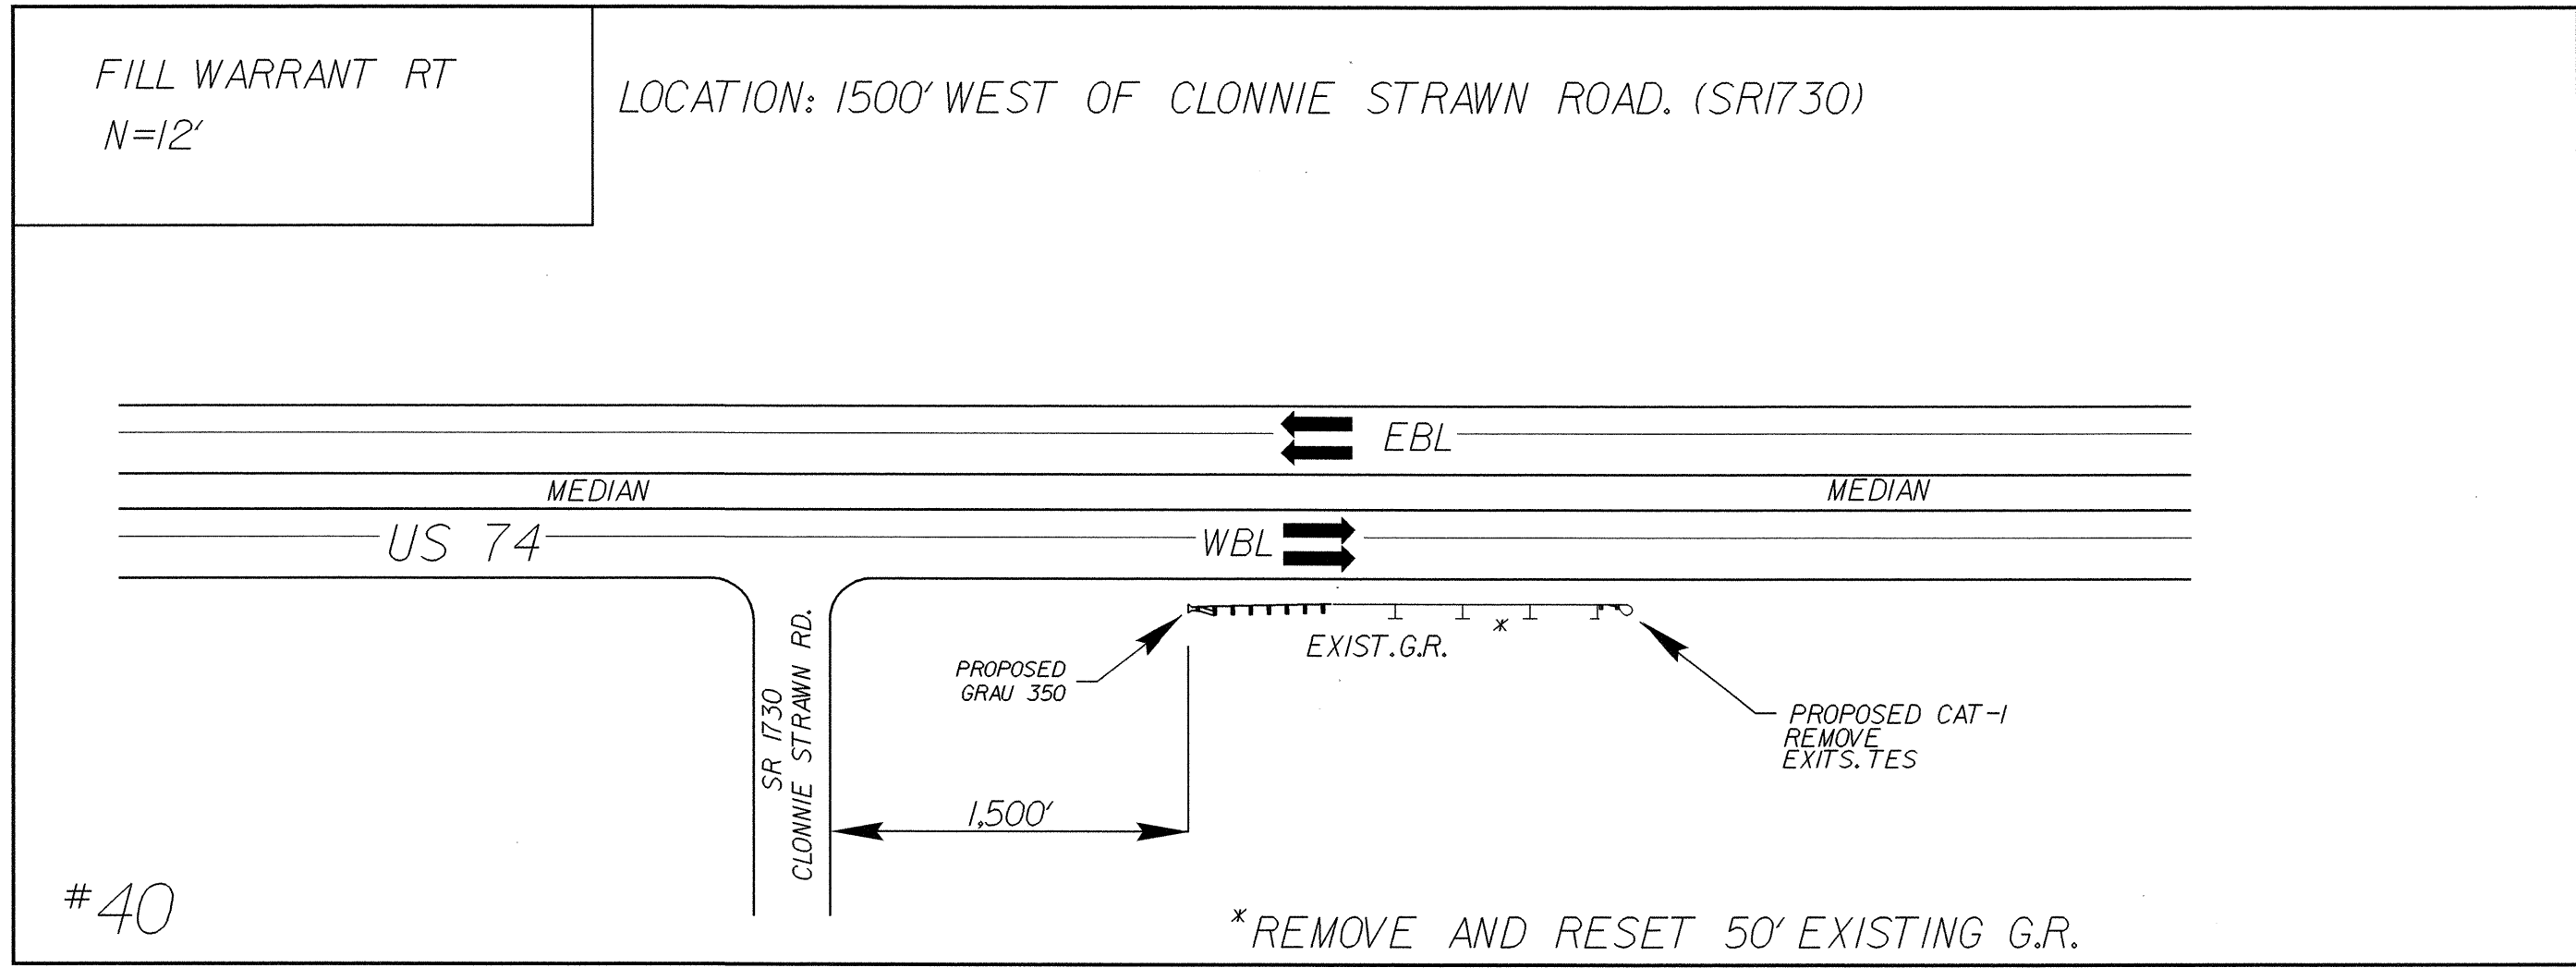 FILL WARRANT RT
N=12'
LOCATION: 1500' WEST OF CLONNIE STRAWN ROAD. (SR1730)
EBL
MEDIAN
MEDIAN
US 74
WBL
SR 1730
CLONNIE STRAWN RD.
*
EXIST.G.R.
PROPOSED
GRAU 350
PROPOSED CAT-1
REMOVE
EXITS.TES
1,500'
#40
*REMOVE AND RESET 50' EXISTING G.R.